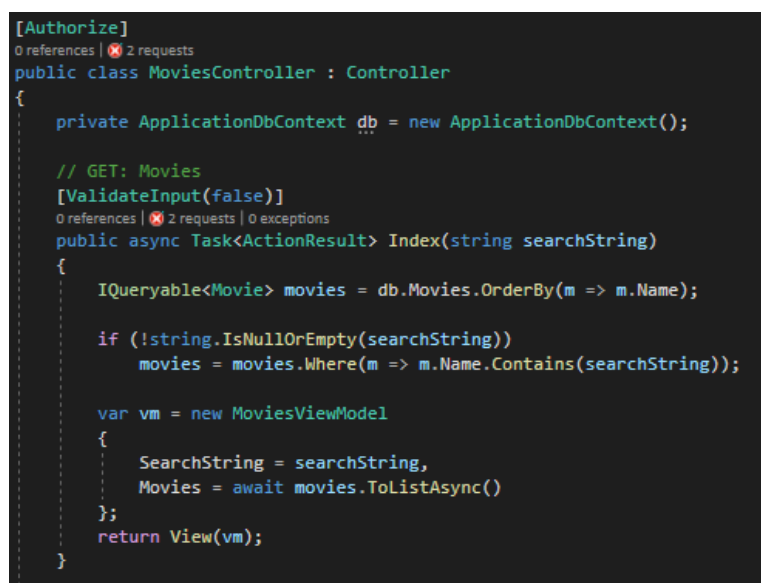 [Authorize]
0 references | 2 requests
public class MoviesController : Controller
{
private ApplicationDbContext db = new ApplicationDbContext();
// GET: Movies
[ValidateInput(false)]
0 references | 2 requests | 0 exceptions
public async Task<ActionResult> Index(string searchString)
{
IQueryable<Movie> movies = db.Movies.OrderBy(m => m.Name);
if (!string.IsNullOrEmpty(searchString))
movies = movies.Where(m => m.Name.Contains(searchString));
var vm = new MoviesViewModel
{
SearchString = searchString,
Movies = await movies.ToListAsync()
};
return View(vm);
}